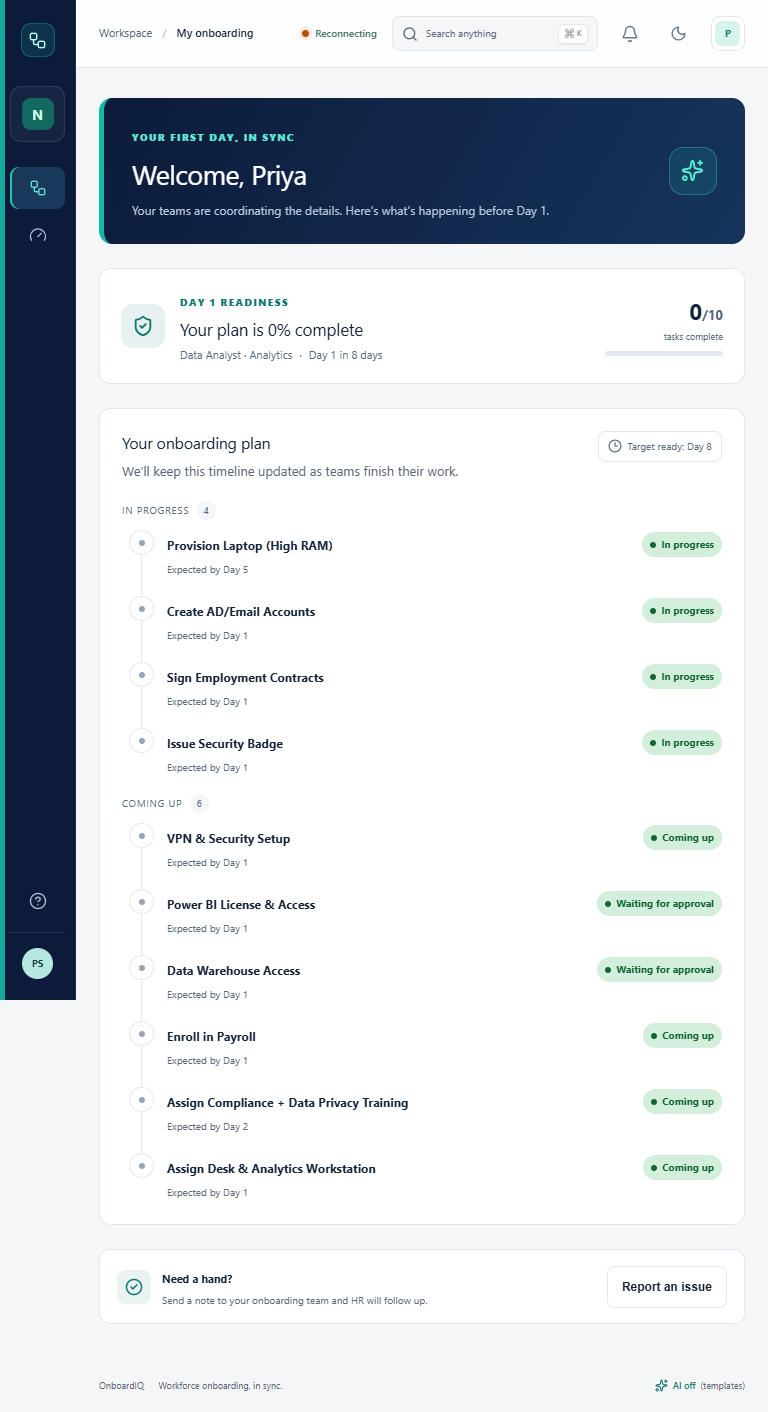 Workspace / My onboarding
Reconnecting
Search anything
⌘ K
P
N
YOUR FIRST DAY, IN SYNC
Welcome, Priya
Your teams are coordinating the details. Here's what's happening before Day 1.
DAY 1 READINESS
Your plan is 0% complete
Data Analyst · Analytics · Day 1 in 8 days
0/10
tasks complete
Your onboarding plan
Target ready: Day 8
We'll keep this timeline updated as teams finish their work.
IN PROGRESS 4
Provision Laptop (High RAM)
In progress
Expected by Day 5
Create AD/Email Accounts
In progress
Expected by Day 1
Sign Employment Contracts
In progress
Expected by Day 1
Issue Security Badge
In progress
Expected by Day 1
COMING UP 6
VPN & Security Setup
Coming up
Expected by Day 1
Power BI License & Access
Waiting for approval
Expected by Day 1
Data Warehouse Access
Waiting for approval
Expected by Day 1
Enroll in Payroll
Coming up
Expected by Day 1
Assign Compliance + Data Privacy Training
Coming up
Expected by Day 2
Assign Desk & Analytics Workstation
Coming up
Expected by Day 1
PS
Need a hand?
Send a note to your onboarding team and HR will follow up.
Report an issue
OnboardIQ · Workforce onboarding, in sync.
AI off (templates)